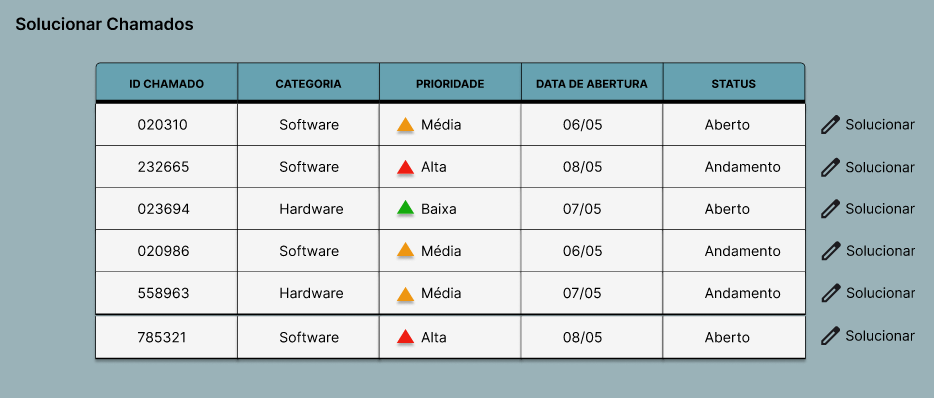 Solucionar Chamados
ID CHAMADO CATEGORIA PRIORIDADE DATA DE ABERTURA STATUS
020310 Software Média 06/05 Aberto Solucionar
232665 Software Alta 08/05 Andamento Solucionar
023694 Hardware Baixa 07/05 Aberto Solucionar
020986 Software Média 06/05 Andamento Solucionar
558963 Hardware Média 07/05 Andamento Solucionar
785321 Software Alta 08/05 Aberto Solucionar